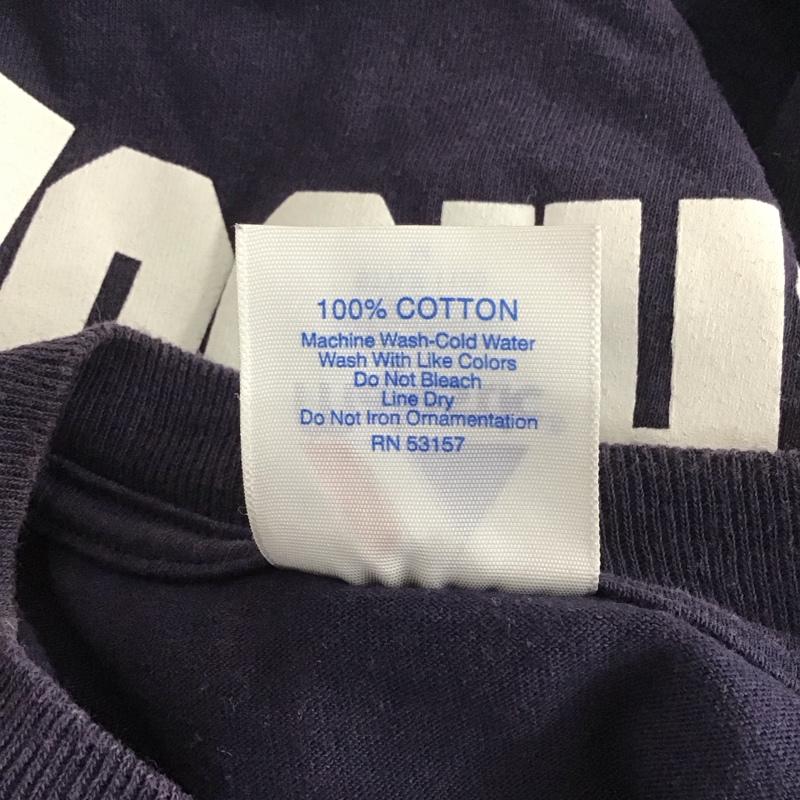 100% COTTON
Machine Wash-Cold Water
Wash With Like Colors
Do Not Bleach
Line Dry
Do Not Iron Ornamentation
RN 53157